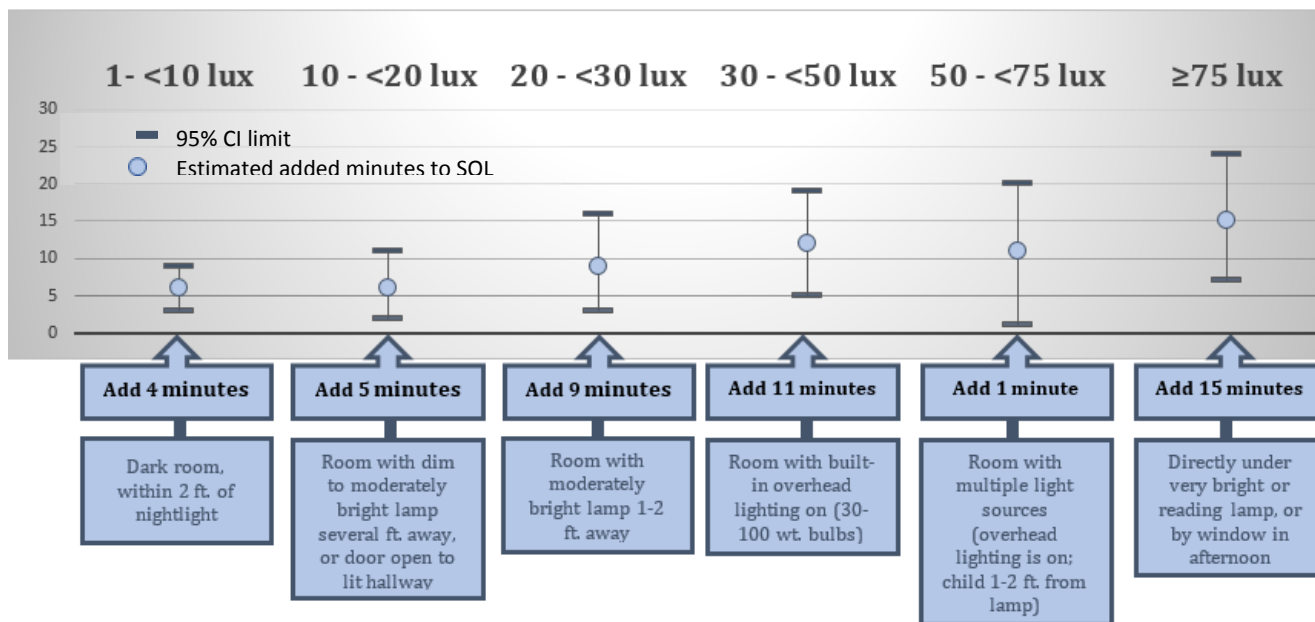 1- <10 lux
10 - <20 lux
20 - <30 lux
30 - <50 lux
50 - <75 lux
≥75 lux
30
25
20
15
10
5
0
95% CI limit
Estimated added minutes to SOL
Add 4 minutes
Add 5 minutes
Add 9 minutes
Add 11 minutes
Add 1 minute
Add 15 minutes
Dark room,
within 2 ft. of
nightlight
Room with dim
to moderately
bright lamp
several ft. away,
or door open to
lit hallway
Room with
moderately
bright lamp 1-2
ft. away
Room with built-
in overhead
lighting on (30-
100 wt. bulbs)
Room with
multiple light
sources
(overhead
lighting is on;
child 1-2 ft. from
lamp)
Directly under
very bright or
reading lamp, or
by window in
afternoon